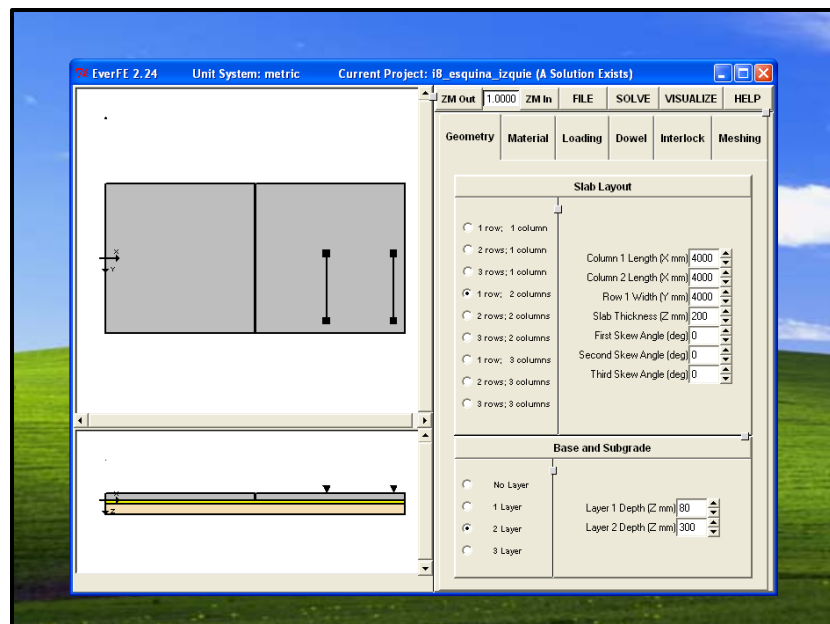 EverFE 2.24 Unit System: metric Current Project: i8_esquina_izquie (A Solution Exists)
ZM Out 1.0000 ZM In FILE SOLVE VISUALIZE HELP
Geometry Material Loading Dowel Interlock Meshing
Slab Layout
1 row; 1 column
2 rows; 1 column
3 rows; 1 column
1 row; 2 columns
2 rows; 2 columns
3 rows; 2 columns
1 row; 3 columns
2 rows; 3 columns
3 rows; 3 columns
Column 1 Length (X mm) 4000
Column 2 Length (X mm) 4000
Row 1 Width (Y mm) 4000
Slab Thickness (Z mm) 200
First Skew Angle (deg) 0
Second Skew Angle (deg) 0
Third Skew Angle (deg) 0
Base and Subgrade
No Layer
1 Layer
2 Layer
3 Layer
Layer 1 Depth (Z mm) 80
Layer 2 Depth (Z mm) 300
X
Y
X
Z